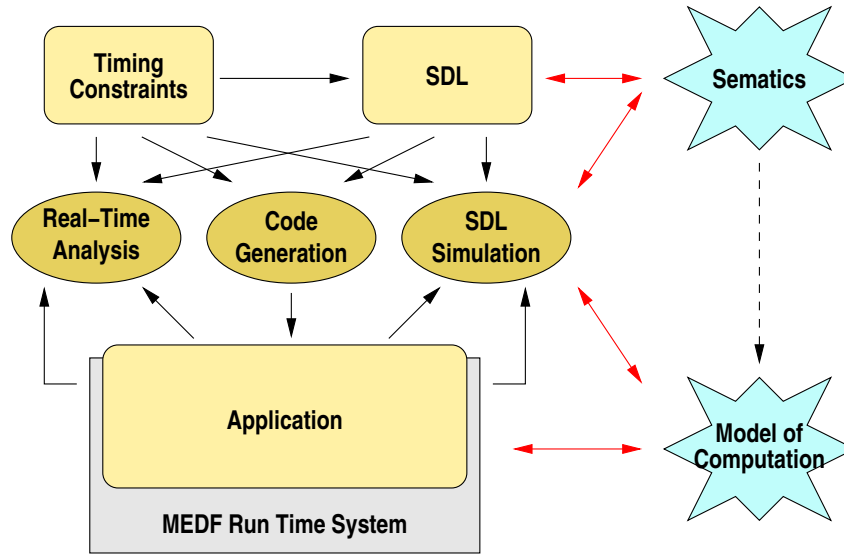 Timing
Constraints
SDL
Sematics
Real–Time
Analysis
Code
Generation
SDL
Simulation
Application
Model of
Computation
MEDF Run Time System